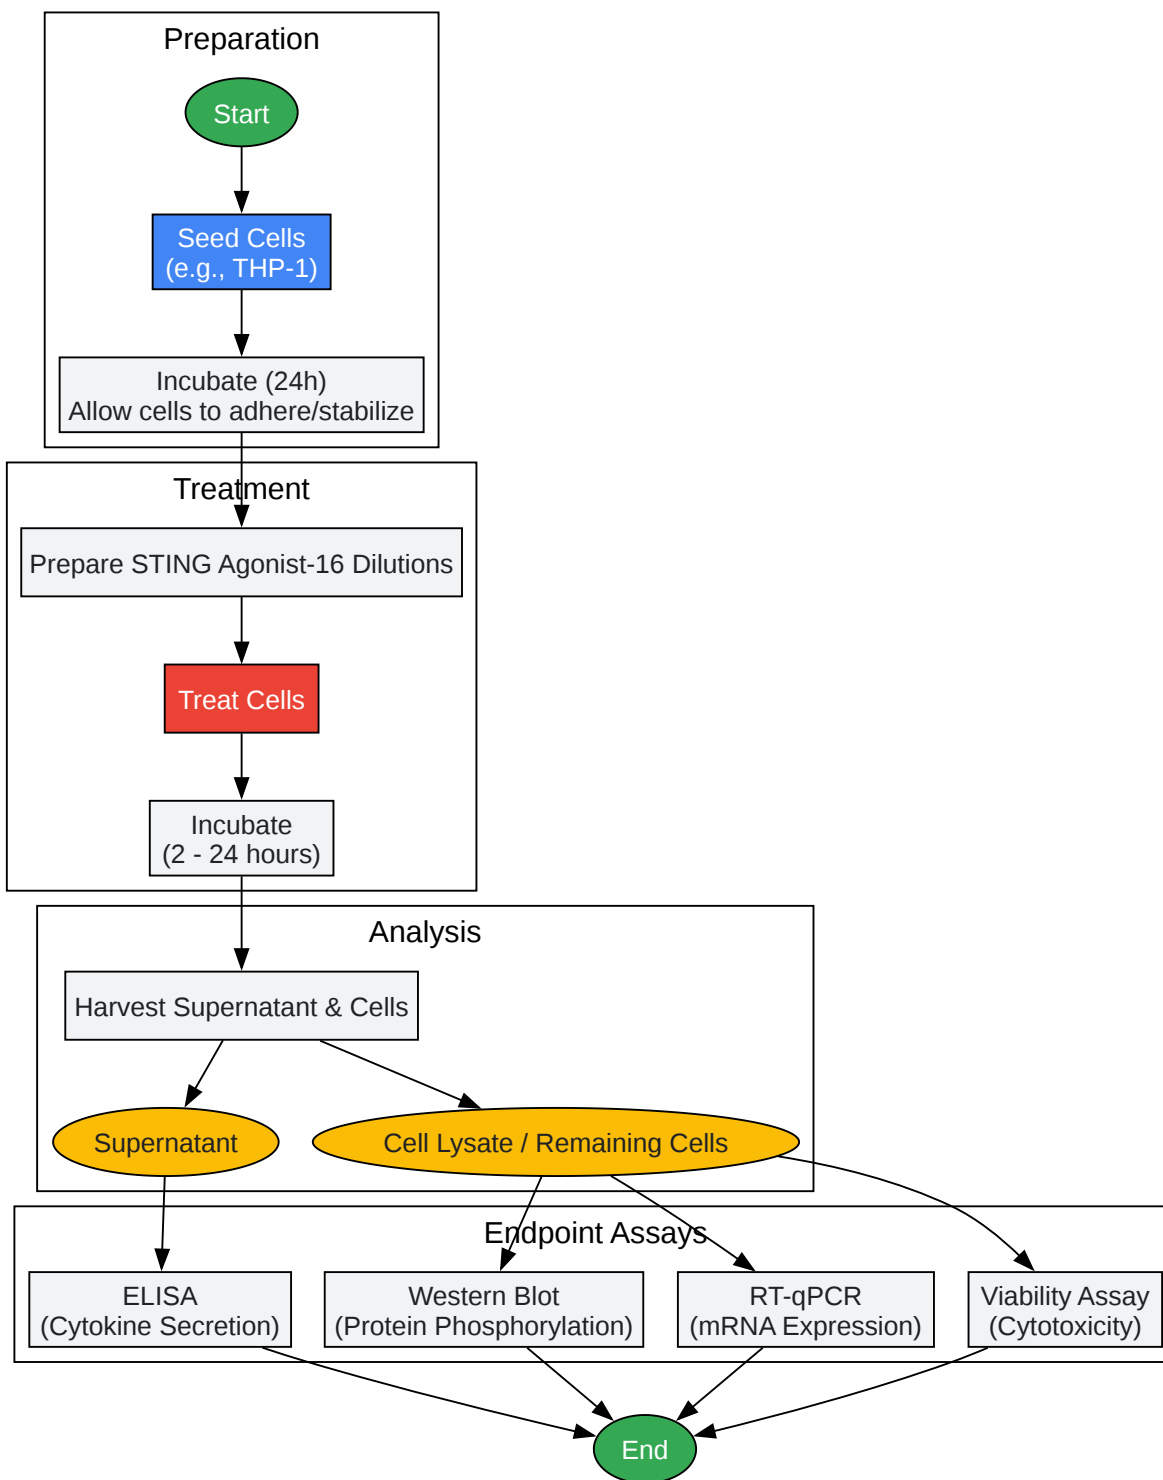 Preparation
Start
Seed Cells
(e.g., THP-1)
Incubate (24h)
Allow cells to adhere/stabilize
Treatment
Prepare STING Agonist-16 Dilutions
Treat Cells
Incubate
(2 - 24 hours)
Analysis
Harvest Supernatant & Cells
Supernatant
Cell Lysate / Remaining Cells
Endpoint Assays
ELISA
(Cytokine Secretion)
Western Blot
(Protein Phosphorylation)
RT-qPCR
(mRNA Expression)
Viability Assay
(Cytotoxicity)
End